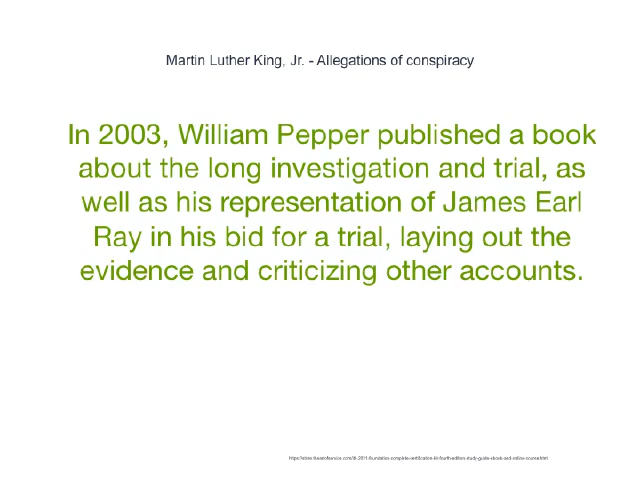 Martin Luther King, Jr. - Allegations of conspiracy
In 2003, William Pepper published a book
about the long investigation and trial, as
well as his representation of James Earl
Ray in his bid for a trial, laying out the
evidence and criticizing other accounts.